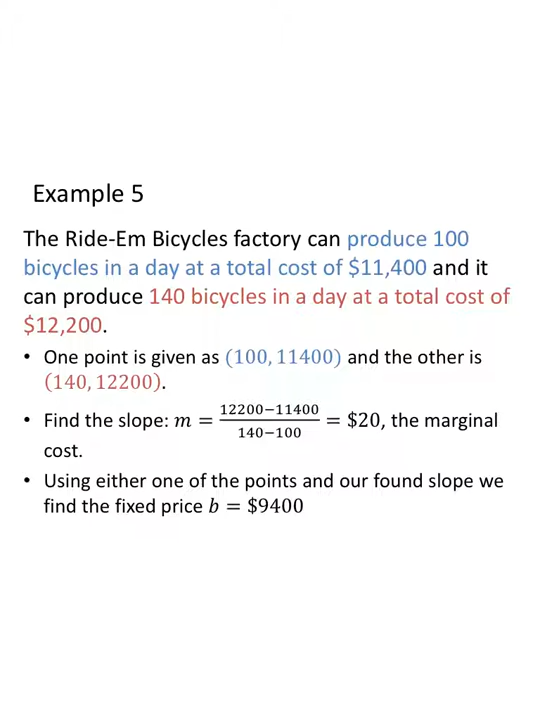 Example 5
The Ride-Em Bicycles factory can produce 100
bicycles in a day at a total cost of $11,400 and it
can produce 140 bicycles in a day at a total cost of
$12,200.
• One point is given as (100, 11400) and the other is
(140, 12200).
• Find the slope: m = \frac{12200−11400}{140−100} = $20, the marginal
cost.
• Using either one of the points and our found slope we
find the fixed price b = $9400